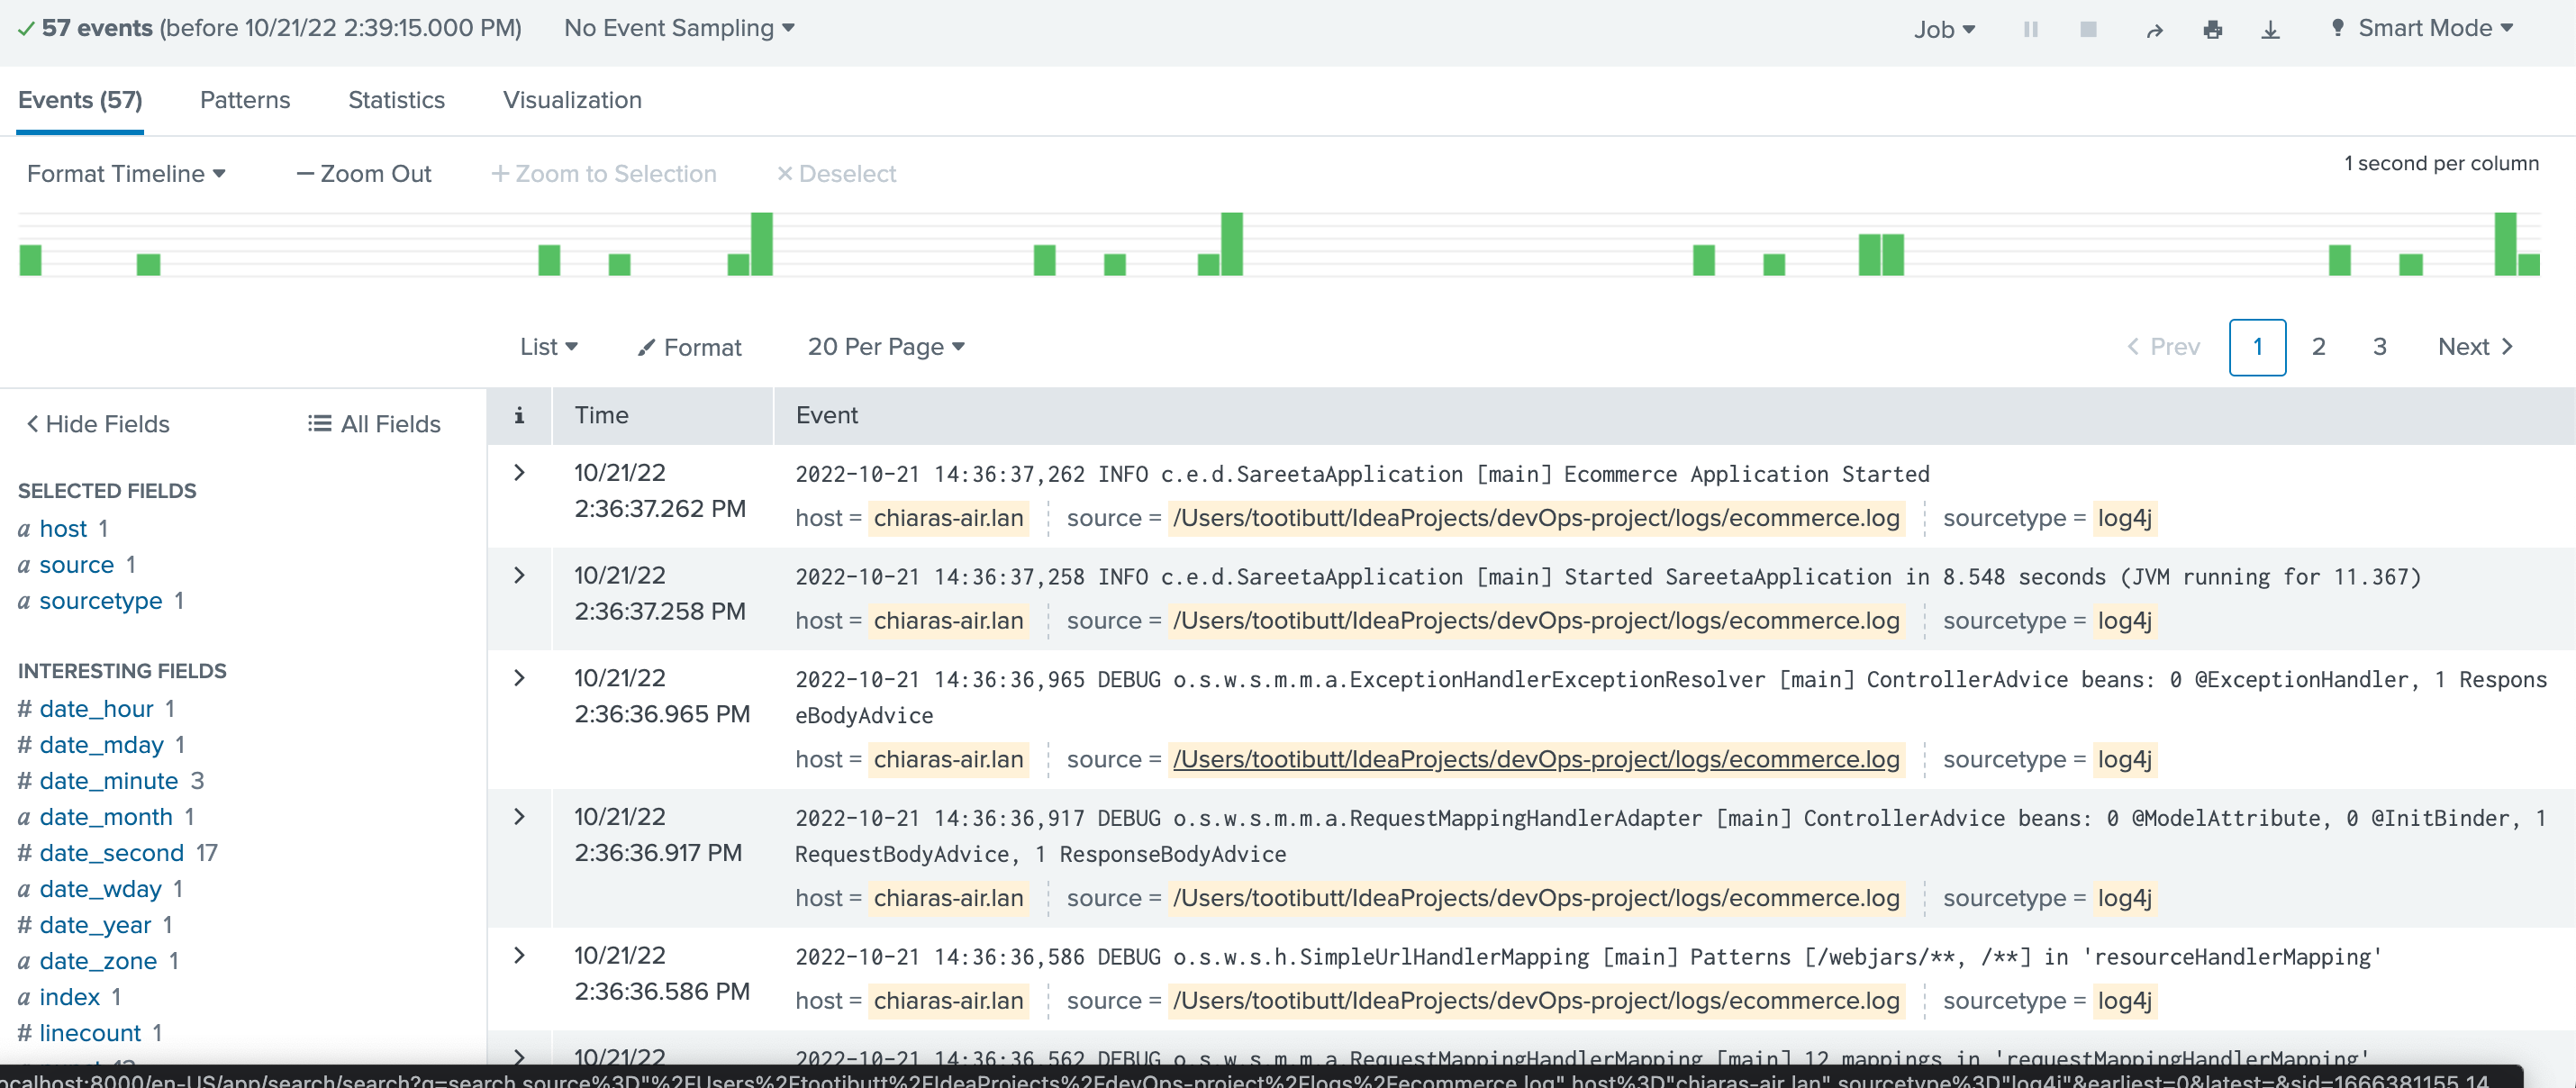 57 events (before 10/21/22 2:39:15.000 PM) No Event Sampling Job Smart Mode
Events (57) Patterns Statistics Visualization
Format Timeline — Zoom Out + Zoom to Selection × Deselect 1 second per column
List Format 20 Per Page < Prev 1 2 3 Next >
< Hide Fields All Fields
SELECTED FIELDS
a host 1
a source 1
a sourcetype 1
INTERESTING FIELDS
# date_hour 1
# date_mday 1
# date_minute 3
a date_month 1
# date_second 17
a date_wday 1
# date_year 1
a date_zone 1
a index 1
# linecount 1
i Time Event
> 10/21/22 2:36:37.262 PM
2022-10-21 14:36:37,262 INFO c.e.d.SareetaApplication [main] Ecommerce Application Started
host = chiaras-air.lan source = /Users/tootibutt/IdeaProjects/devOps-project/logs/ecommerce.log sourcetype = log4j
> 10/21/22 2:36:37.258 PM
2022-10-21 14:36:37,258 INFO c.e.d.SareetaApplication [main] Started SareetaApplication in 8.548 seconds (JVM running for 11.367)
host = chiaras-air.lan source = /Users/tootibutt/IdeaProjects/devOps-project/logs/ecommerce.log sourcetype = log4j
> 10/21/22 2:36:36.965 PM
2022-10-21 14:36:36,965 DEBUG o.s.w.s.m.m.a.ExceptionHandlerExceptionResolver [main] ControllerAdvice beans: 0 @ExceptionHandler, 1 Respons
eBodyAdvice
host = chiaras-air.lan source = /Users/tootibutt/IdeaProjects/devOps-project/logs/ecommerce.log sourcetype = log4j
> 10/21/22 2:36:36.917 PM
2022-10-21 14:36:36,917 DEBUG o.s.w.s.m.m.a.RequestMappingHandlerAdapter [main] ControllerAdvice beans: 0 @ModelAttribute, 0 @InitBinder, 1
RequestBodyAdvice, 1 ResponseBodyAdvice
host = chiaras-air.lan source = /Users/tootibutt/IdeaProjects/devOps-project/logs/ecommerce.log sourcetype = log4j
> 10/21/22 2:36:36.586 PM
2022-10-21 14:36:36,586 DEBUG o.s.w.s.h.SimpleUrlHandlerMapping [main] Patterns [/webjars/**, /**] in 'resourceHandlerMapping'
host = chiaras-air.lan source = /Users/tootibutt/IdeaProjects/devOps-project/logs/ecommerce.log sourcetype = log4j
> 10/21/22 2022-10-21 14:36:36,562 DEBUG o.s.w.s.m.m.a.RequestMappingHandlerMapping [main] 12 mappings in 'requestMappingHandlerMapping'
ocalhost:8000/en-US/app/search/search?q=search source%3D"%2FUsers%2Ftootibutt%2FIdeaProjects%2FdevOps-project%2Flogs%2Fecommerce.log" host%3D"chiaras-air.lan" sourcetype%3D"log4j"&earliest=0&latest=&sid=1666381155.14